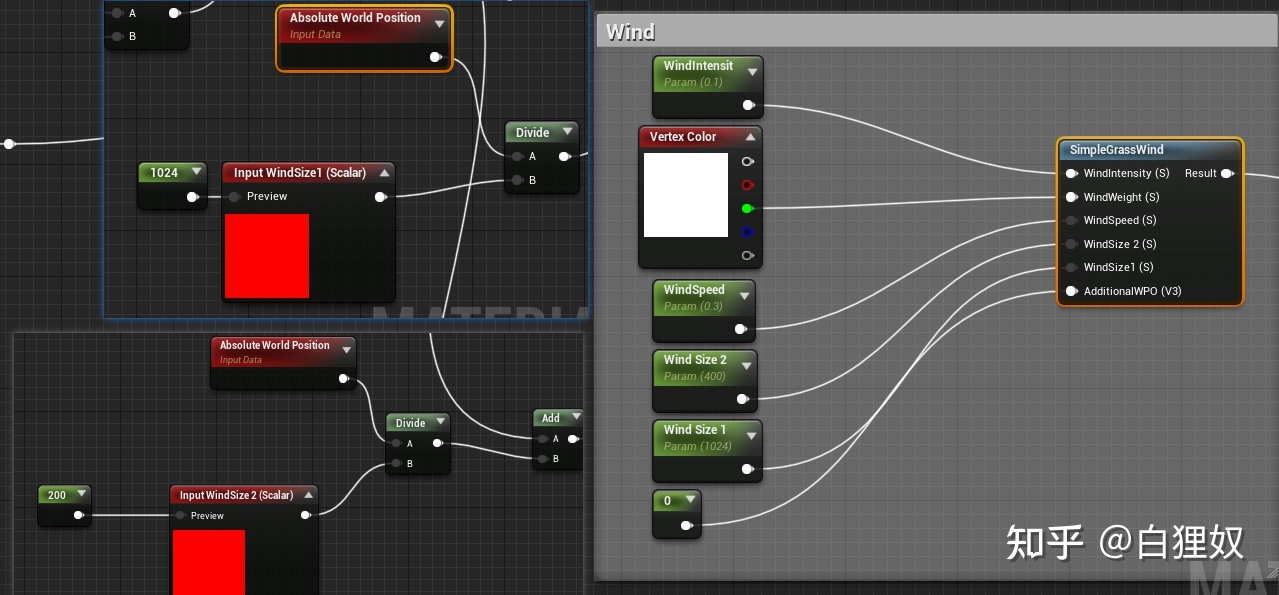 A
B
Absolute World Position
Input Data
Divide
A
B
1024
Input WindSize1 (Scalar)
Preview
Absolute World Position
Input Data
Divide
A
B
Add
A
B
200
Input WindSize 2 (Scalar)
Preview
Wind
WindIntensit
Param (0.1)
Vertex Color
WindSpeed
Param (0.3)
Wind Size 2
Param (400)
Wind Size 1
Param (1024)
0
SimpleGrassWind
WindIntensity (S) Result
WindWeight (S)
WindSpeed (S)
WindSize 2 (S)
WindSize1 (S)
AdditionalWPO (V3)
知乎 @白狸奴